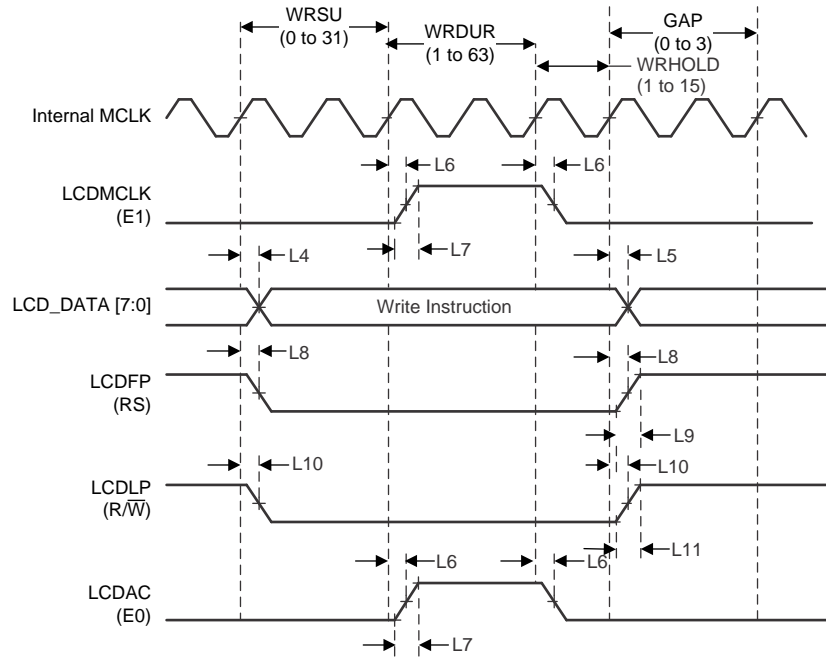 WRSU
(0 to 31)
WRDUR
(1 to 63)
GAP
(0 to 3)
WRHOLD
(1 to 15)
Internal MCLK
L6
L6
LCDMCLK
(E1)
L7
L4
L5
LCD_DATA [7:0]
Write Instruction
L8
L8
LCDFP
(RS)
L9
L10
L10
LCDLP
(R/W̅)
L11
L6
L6
LCDAC
(E0)
L7